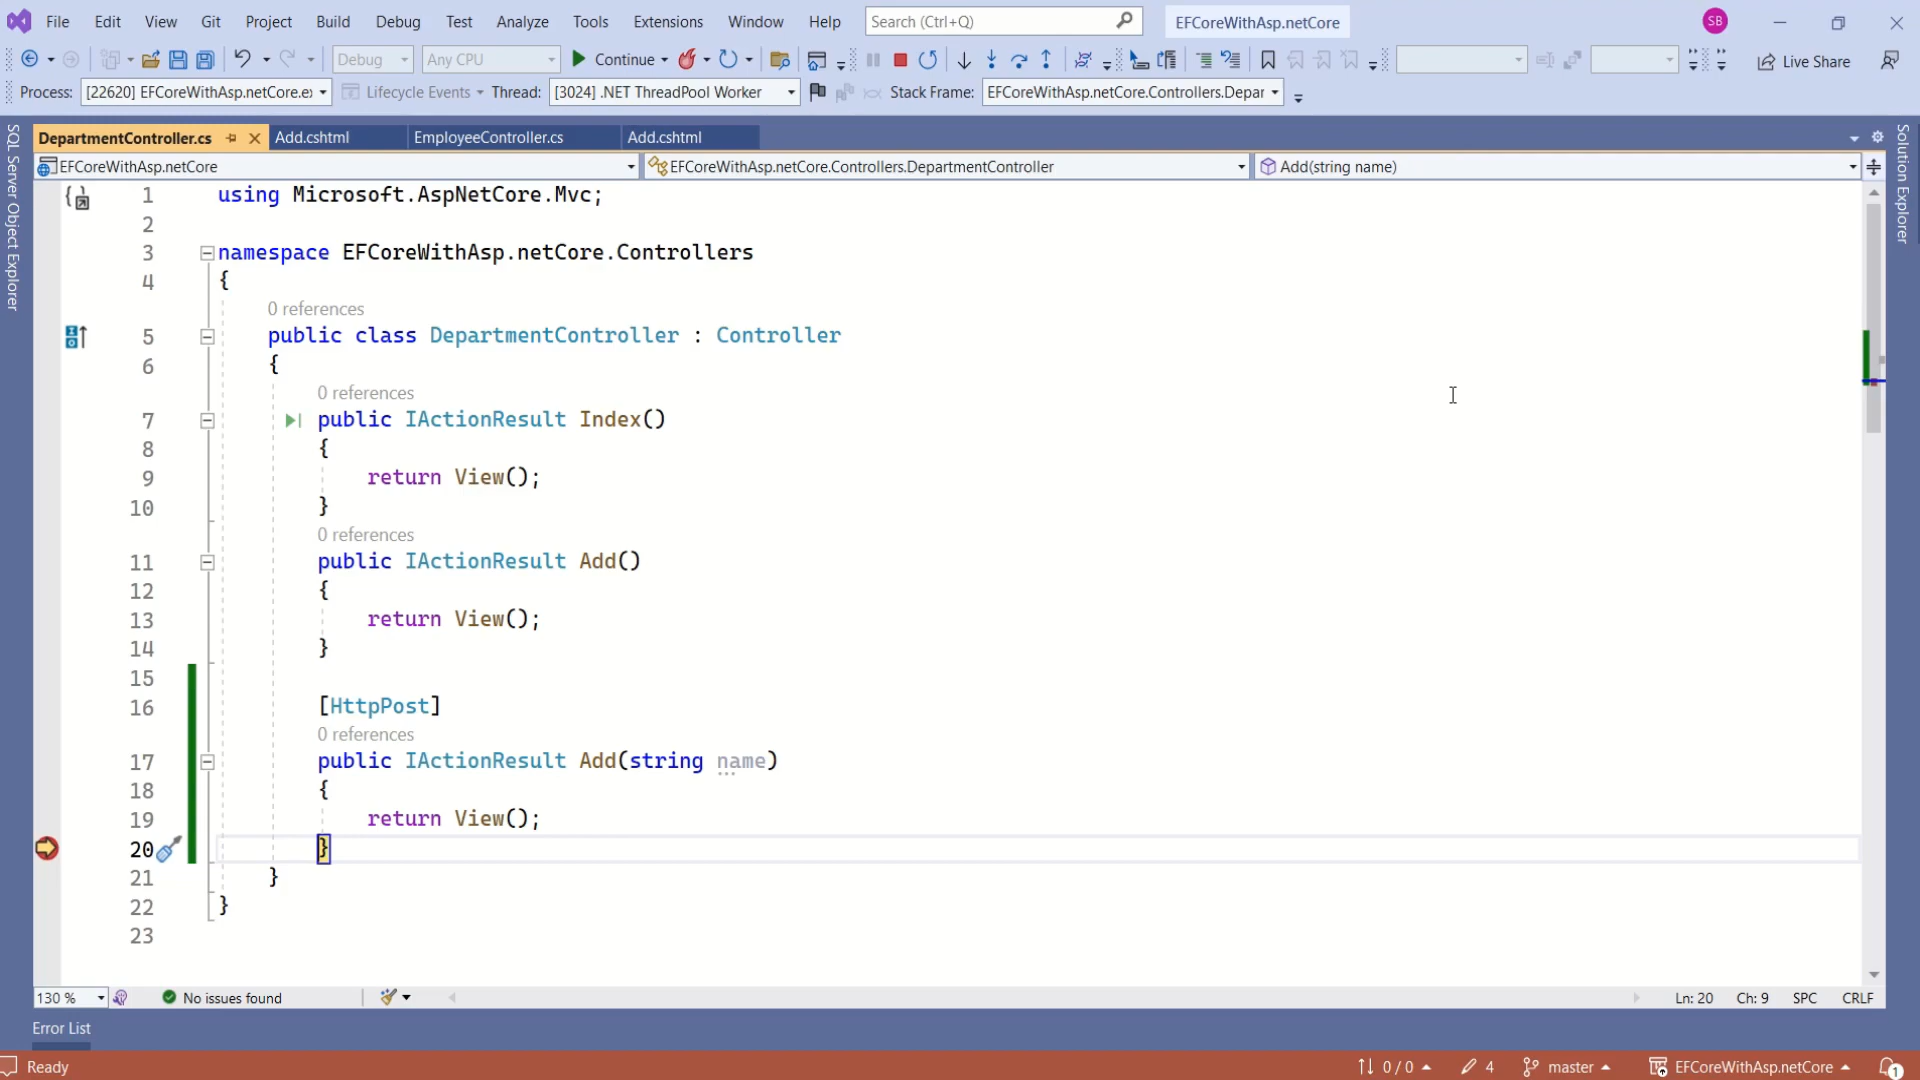 File Edit View Git Project Build Debug Test Analyze Tools Extensions Window Help Search (Ctrl+Q) EFCoreWithAsp.netCore SB
Debug Any CPU Continue Live Share
Process: [22620] EFCoreWithAsp.netCore.ex Lifecycle Events Thread: [3024] .NET ThreadPool Worker Stack Frame: EFCoreWithAsp.netCore.Controllers.Depar
SQL Server Object Explorer
DepartmentController.cs Add.cshtml EmployeeController.cs Add.cshtml
Solution Explorer
EFCoreWithAsp.netCore EFCoreWithAsp.netCore.Controllers.DepartmentController Add(string name)
1 using Microsoft.AspNetCore.Mvc;
2
3 namespace EFCoreWithAsp.netCore.Controllers
4 {
0 references
5 public class DepartmentController : Controller
6 {
0 references
7 public IActionResult Index()
8 {
9 return View();
10 }
0 references
11 public IActionResult Add()
12 {
13 return View();
14 }
15
16 [HttpPost]
0 references
17 public IActionResult Add(string name)
18 {
19 return View();
20 }
21 }
22 }
23
130 % No issues found Ln: 20 Ch: 9 SPC CRLF
Error List
Ready 0 / 0 4 master EFCoreWithAsp.netCore 1